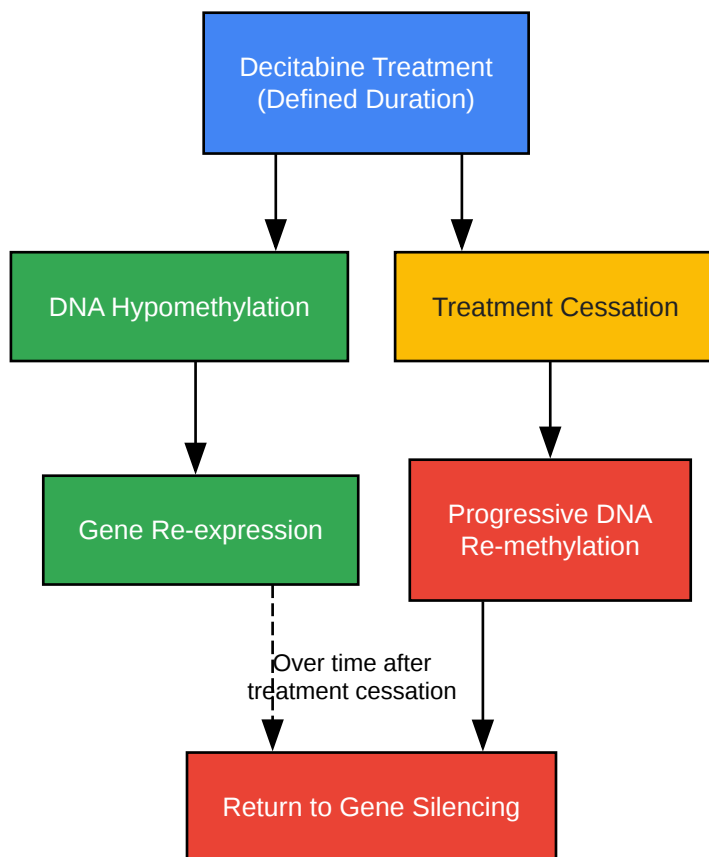 Decitabine Treatment
(Defined Duration)
DNA Hypomethylation
Treatment Cessation
Gene Re-expression
Progressive DNA
Re-methylation
Over time after
treatment cessation
Return to Gene Silencing